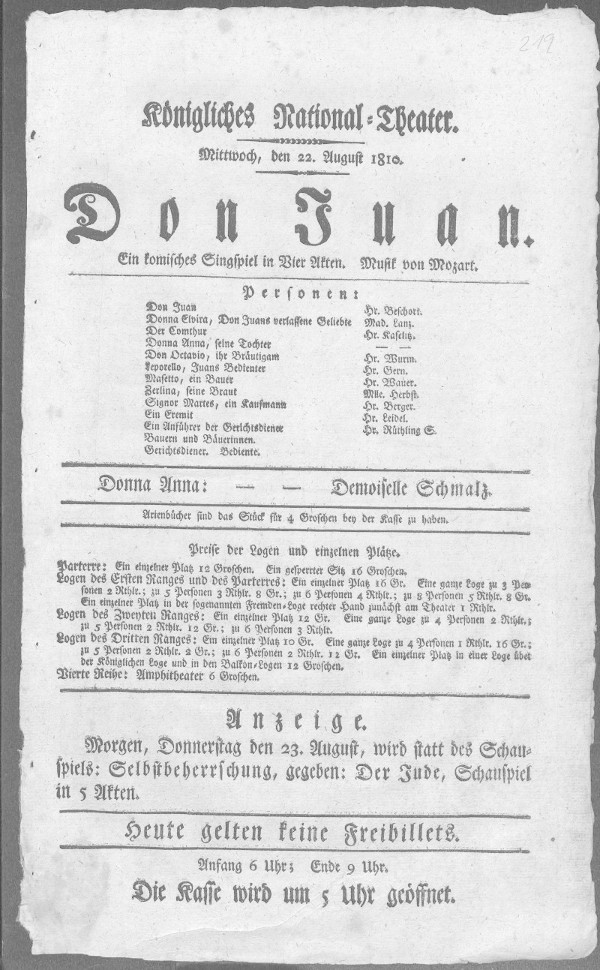 219
Königliches National-Theater.
Mittwoch, den 22. August 1810.
Don Juan.
Ein komisches Singspiel in Vier Akten. Musik von Mozart.
Personen:
Don Juan Hr. Beschort.
Donna Elvira, Don Juans verlassene Geliebte Mad. Lanz.
Der Comthur Hr. Kaselitz.
Donna Anna, seine Tochter — —
Don Octavio, ihr Bräutigam Hr. Wurm.
Leporello, Juans Bedienter Hr. Gern.
Masetto, ein Bauer Hr. Wauer.
Zerlina, seine Braut Mlle. Herbst.
Signor Martes, ein Kaufmann Hr. Berger.
Ein Eremit Hr. Leidel.
Ein Anführer der Gerichtsdiener Hr. Rüthling S.
Bauern und Bäuerinnen.
Gerichtsdiener. Bediente.
Donna Anna: — — Demoiselle Schmalz.
Arienbücher sind das Stück für 4 Groschen bey der Kasse zu haben.
Preise der Logen und einzelnen Plätze.
Parterre: Ein einzelner Platz 12 Groschen. Ein gesperrter Sitz 16 Groschen.
Logen des Ersten Ranges und des Parterres: Ein einzelner Platz 16 Gr. Eine ganze Loge zu 3 Per-
sonen 2 Rthlr.; zu 5 Personen 3 Rthlr. 8 Gr.; zu 6 Personen 4 Rthlr.; zu 8 Personen 5 Rthlr. 8 Gr.
Ein einzelner Platz in der sogenannten Fremden-Loge rechter Hand zunächst am Theater 1 Rthlr.
Logen des Zweyten Ranges: Ein einzelner Platz 12 Gr. Eine ganze Loge zu 4 Personen 2 Rthlr.;
zu 5 Personen 2 Rthlr. 12 Gr.; zu 6 Personen 3 Rthlr.
Logen des Dritten Ranges: Ein einzelner Platz 10 Gr. Eine ganze Loge zu 4 Personen 1 Rthlr. 16 Gr.;
zu 5 Personen 2 Rthlr. 2 Gr.; zu 6 Personen 2 Rthlr. 12 Gr. Ein einzelner Platz in einer Loge über
der Königlichen Loge und in den Balkon-Logen 12 Groschen.
Vierte Reihe: Amphitheater 6 Groschen.
Anzeige.
Morgen, Donnerstag den 23. August, wird statt des Schau-
spiels: Selbstbeherrschung, gegeben: Der Jude, Schauspiel
in 5 Akten.
Heute gelten keine Freibillets.
Anfang 6 Uhr; Ende 9 Uhr.
Die Kasse wird um 5 Uhr geöffnet.